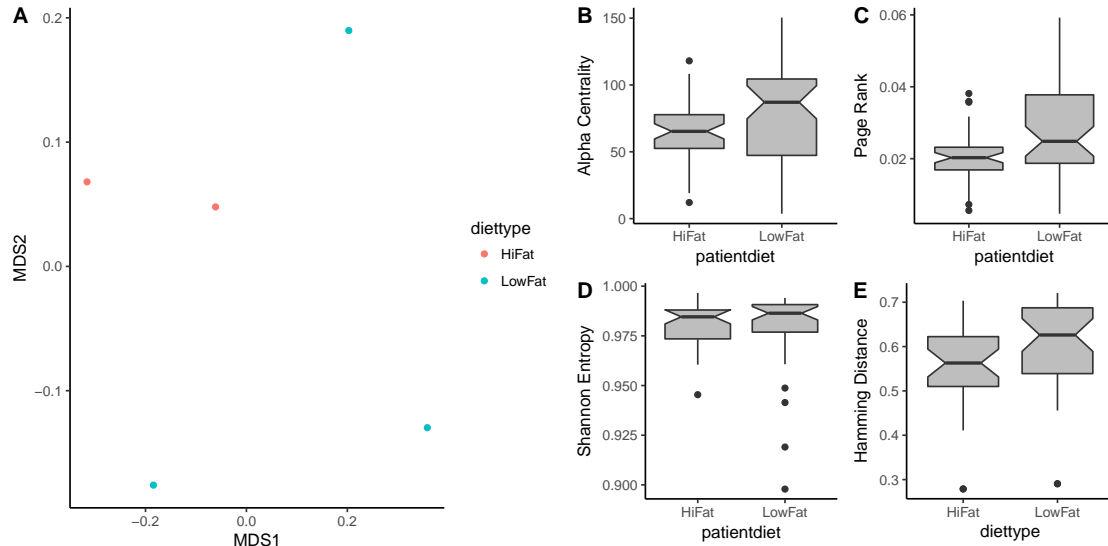 A
0.2
0.1
0.0
−0.1
MDS2
−0.2
0.0
0.2
MDS1
diettype
HiFat
LowFat
B
150
100
50
0
Alpha Centrality
HiFat
LowFat
patientdiet
C
0.06
0.04
0.02
Page Rank
HiFat
LowFat
patientdiet
D
1.000
0.975
0.950
0.925
0.900
Shannon Entropy
HiFat
LowFat
patientdiet
E
0.7
0.6
0.5
0.4
0.3
Hamming Distance
HiFat
LowFat
diettype